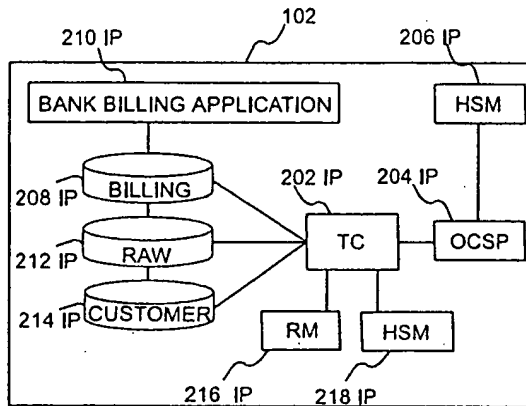 102
210 IP
206 IP
BANK BILLING APPLICATION
HSM
208 IP
BILLING
202 IP
204 IP
212 IP
RAW
TC
OCSP
214 IP
CUSTOMER
RM
HSM
216 IP
218 IP